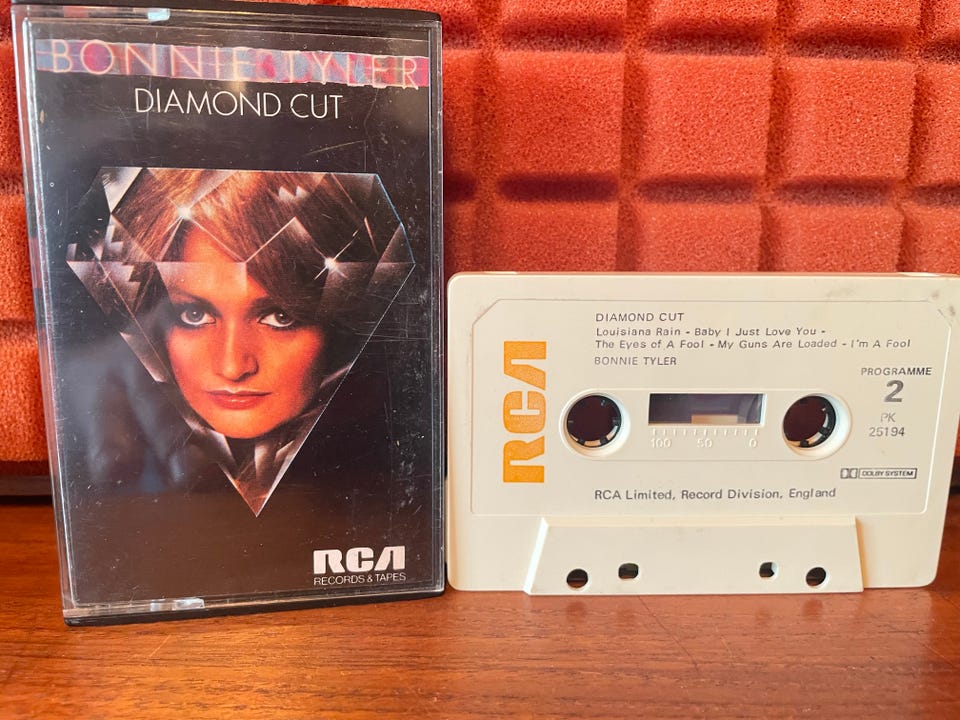 BONNIE TYLER
DIAMOND CUT
RCA
RECORDS & TAPES
DIAMOND CUT
Louisiana Rain - Baby I Just Love You -
The Eyes of A Fool - My Guns Are Loaded - I'm A Fool
BONNIE TYLER
PROGRAMME
2
PK
25194
RCA
100 50 0
DOLBY SYSTEM
RCA Limited, Record Division, England